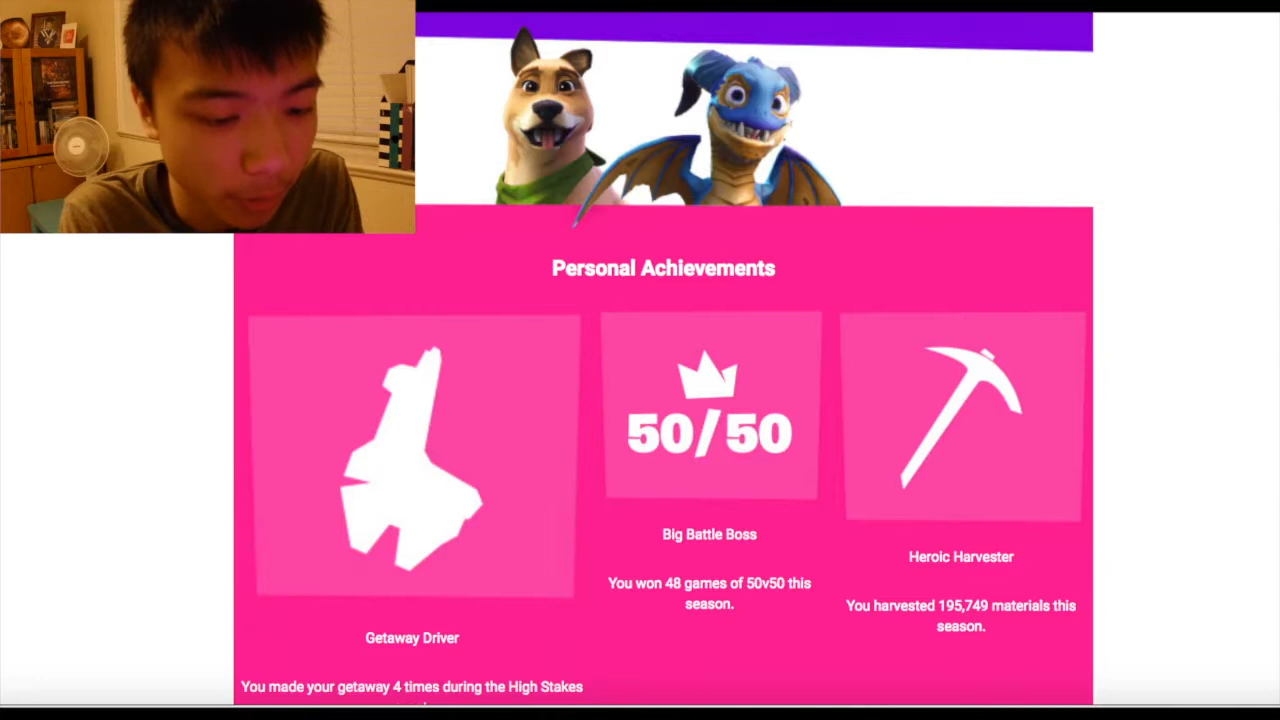 Personal Achievements
50/50
Big Battle Boss
You won 48 games of 50v50 this
season.
Heroic Harvester
You harvested 195,749 materials this
season.
Getaway Driver
You made your getaway 4 times during the High Stakes